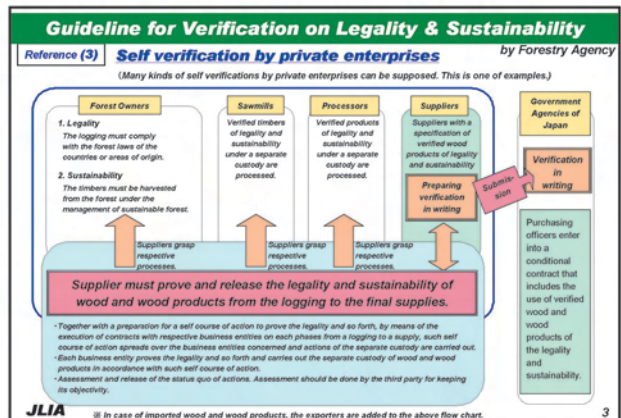 Guideline for Verification on Legality & Sustainability
by Forestry Agency
Reference (3)
Self verification by private enterprises
(Many kinds of self verifications by private enterprises can be supposed. This is one of examples.)
Forest Owners
1. Legality
The logging must comply
with the forest laws of the
countries or areas of origin.
2. Sustainability
The timbers must be harvested
from the forest under the
management of sustainable forest.
Sawmills
Verified timbers
of legality and
sustainability
under a separate
custody are
processed.
Processors
Verified products
of legality and
sustainability
under a separate
custody are
processed.
Suppliers
Suppliers with a
specification of
verified wood
products of legality
and sustainability
Preparing
verification
in writing
Submis-
sion
Government
Agencies of
Japan
Verification
in
writing
Purchasing
officers enter
into a
conditional
contract that
includes the
use of verified
wood and
wood
products of
the legality
and
sustainability.
Suppliers grasp
respective
processes.
Suppliers grasp
respective
processes.
Suppliers grasp
respective
processes.
Supplier must prove and release the legality and sustainability of
wood and wood products from the logging to the final supplies.
・Together with a preparation for a self course of action to prove the legality and so forth, by means of the
execution of contracts with respective business entities on each phases from a logging to a supply, such self
course of action spreads over the business entities concerned and actions of the separate custody are carried out.
・Each business entity proves the legality and so forth and carries out the separate custody of wood and wood
products in accordance with such self course of action.
・Assessment and release of the status quo of actions. Assessment should be done by the third party for keeping
its objectivity.
JLIA
※ In case of imported wood and wood products, the exporters are added to the above flow chart.
3